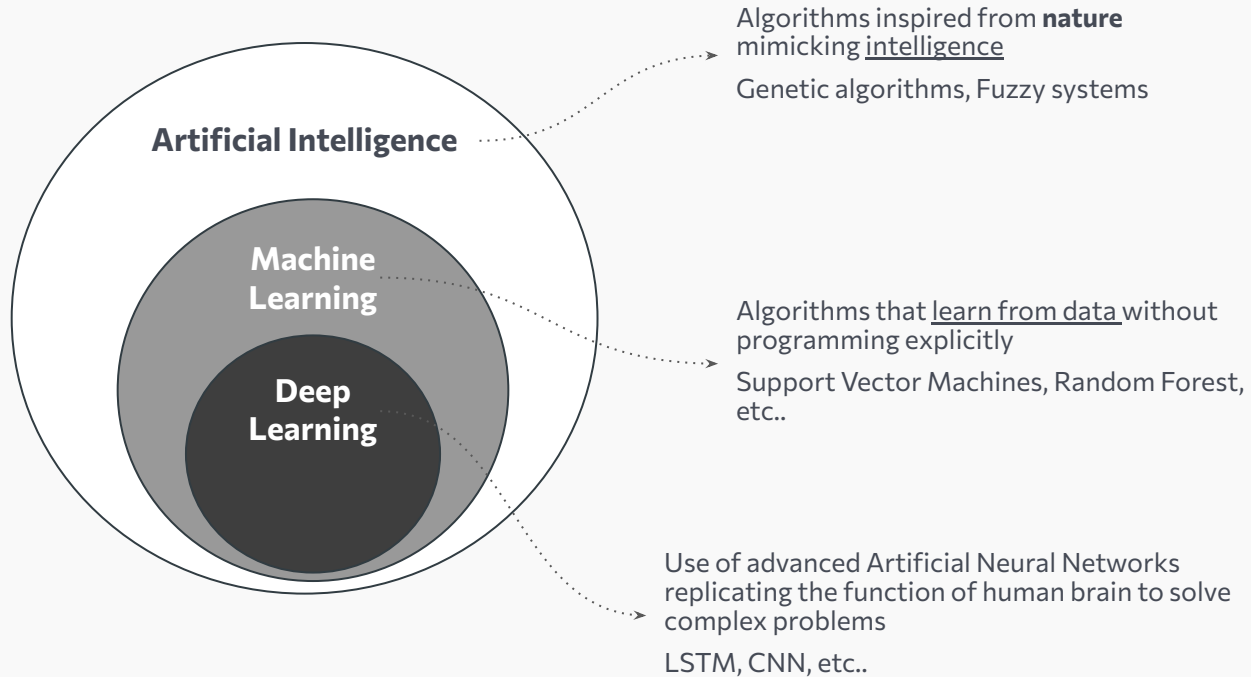 Algorithms inspired from nature
mimicking intelligence
Genetic algorithms, Fuzzy systems
Artificial Intelligence
Machine
Learning
Algorithms that learn from data without
programming explicitly
Support Vector Machines, Random Forest,
etc..
Deep
Learning
Use of advanced Artificial Neural Networks
replicating the function of human brain to solve
complex problems
LSTM, CNN, etc..